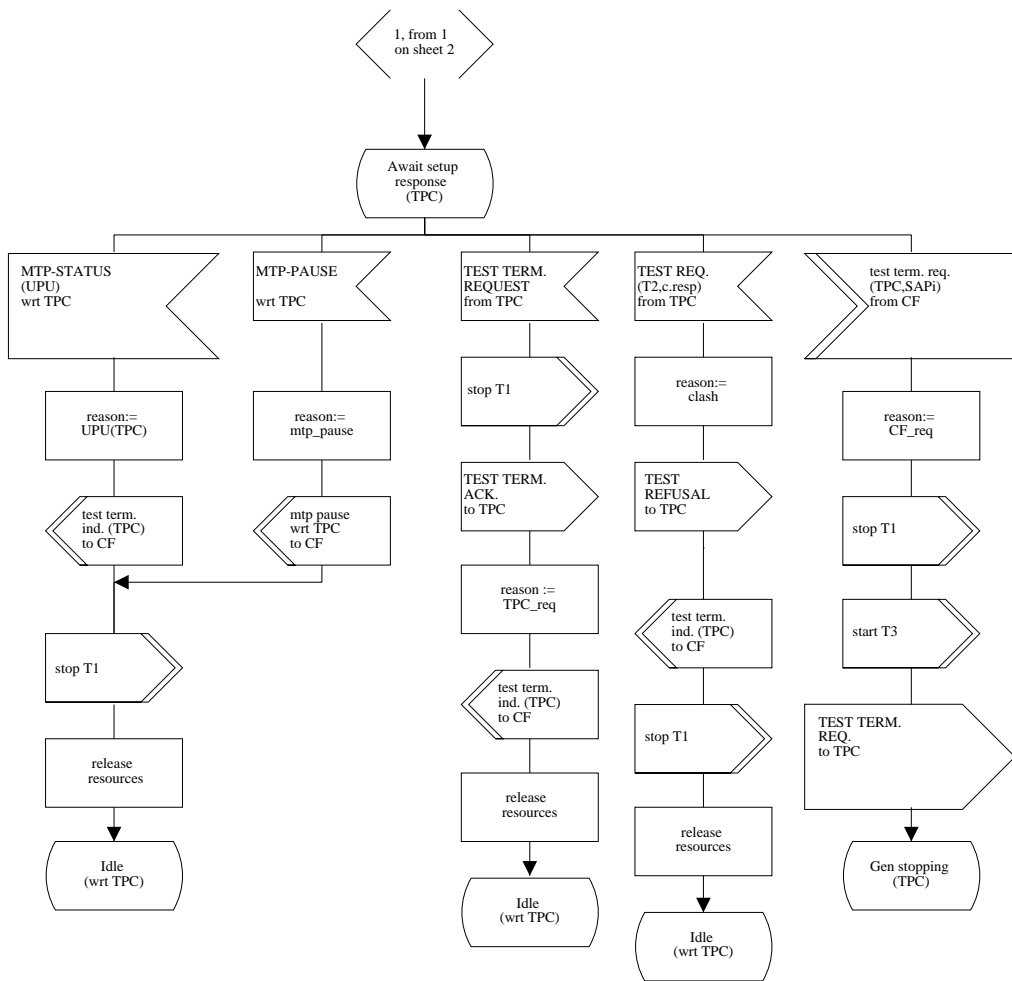 1, from 1
on sheet 2
Await setup
response
(TPC)
MTP-STATUS
(UPU)
wrt TPC
MTP-PAUSE
wrt TPC
TEST TERM.
REQUEST
from TPC
TEST REQ.
(T2,c.resp)
from TPC
test term. req.
(TPC,SAPi)
from CF
reason:=
UPU(TPC)
reason:=
mtp_pause
stop T1
reason:=
clash
reason:=
CF_req
test term.
ind. (TPC)
to CF
mtp pause
wrt TPC
to CF
TEST TERM.
ACK.
to TPC
TEST
REFUSAL
to TPC
stop T1
reason :=
TPC_req
test term.
ind. (TPC)
to CF
start T3
stop T1
test term.
ind. (TPC)
to CF
stop T1
TEST TERM.
REQ.
to TPC
release
resources
release
resources
release
resources
Idle
(wrt TPC)
Idle
(wrt TPC)
Idle
(wrt TPC)
Gen stopping
(TPC)